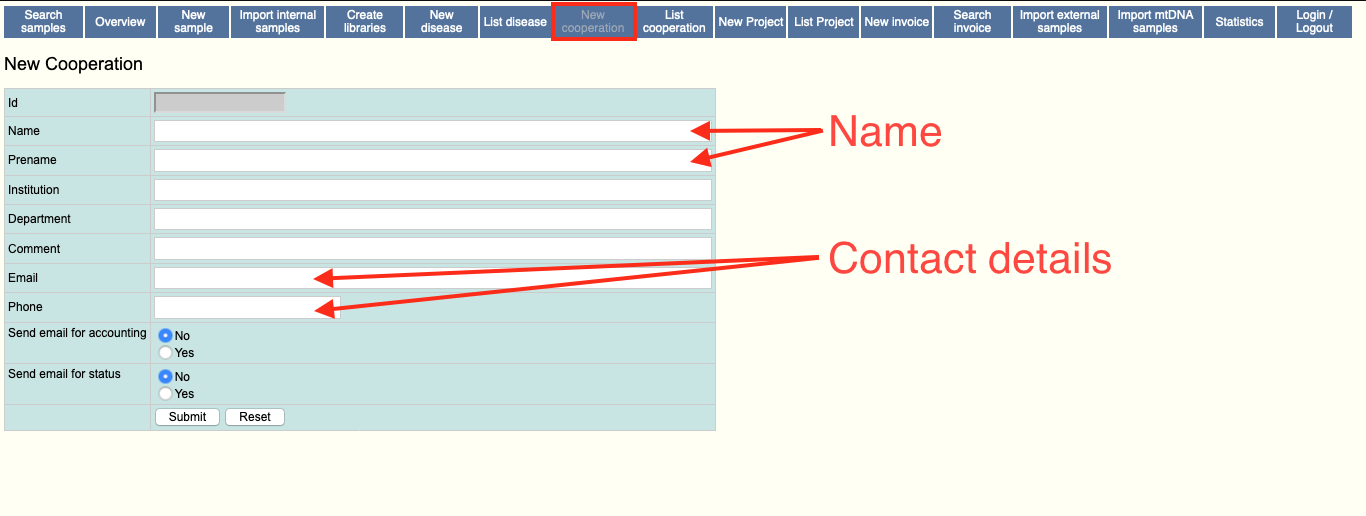 Search samples
Overview
New sample
Import internal samples
Create libraries
New disease
List disease
New cooperation
List cooperation
New Project
List Project
New invoice
Search invoice
Import external samples
Import mtDNA samples
Statistics
Login / Logout
New Cooperation
Id
Name
Name
Prename
Institution
Department
Comment
Contact details
Email
Phone
Send email for accounting
No
Yes
Send email for status
No
Yes
Submit Reset